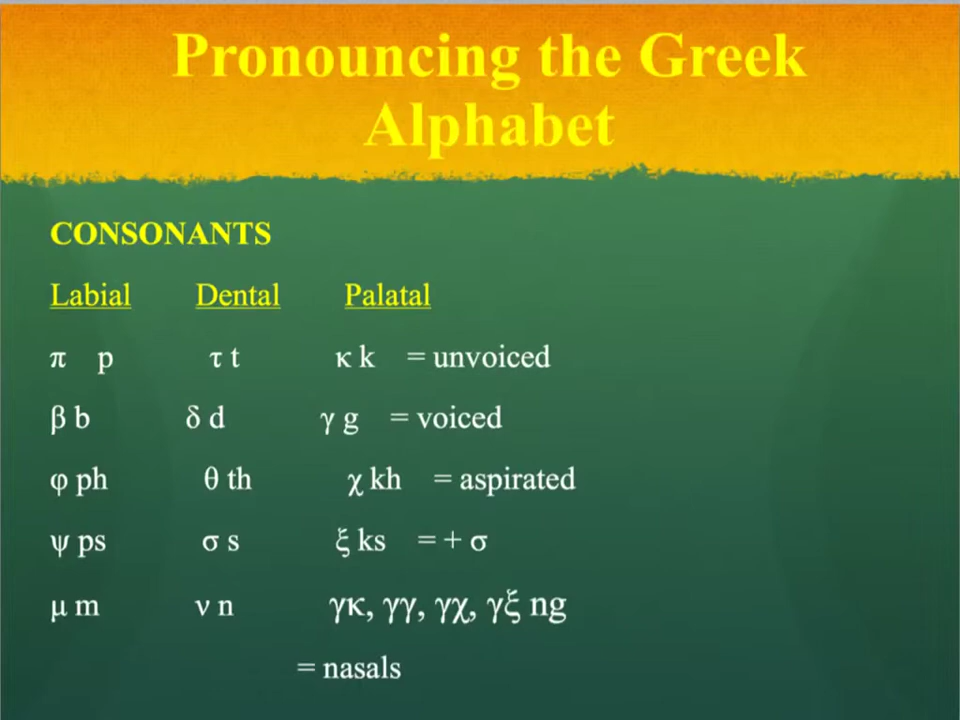 Pronouncing the Greek
Alphabet
CONSONANTS
Labial Dental Palatal
π p τ t κ k = unvoiced
β b δ d γ g = voiced
φ ph θ th χ kh = aspirated
ψ ps σ s ξ ks = + σ
μ m ν n γκ, γγ, γχ, γξ ng
= nasals